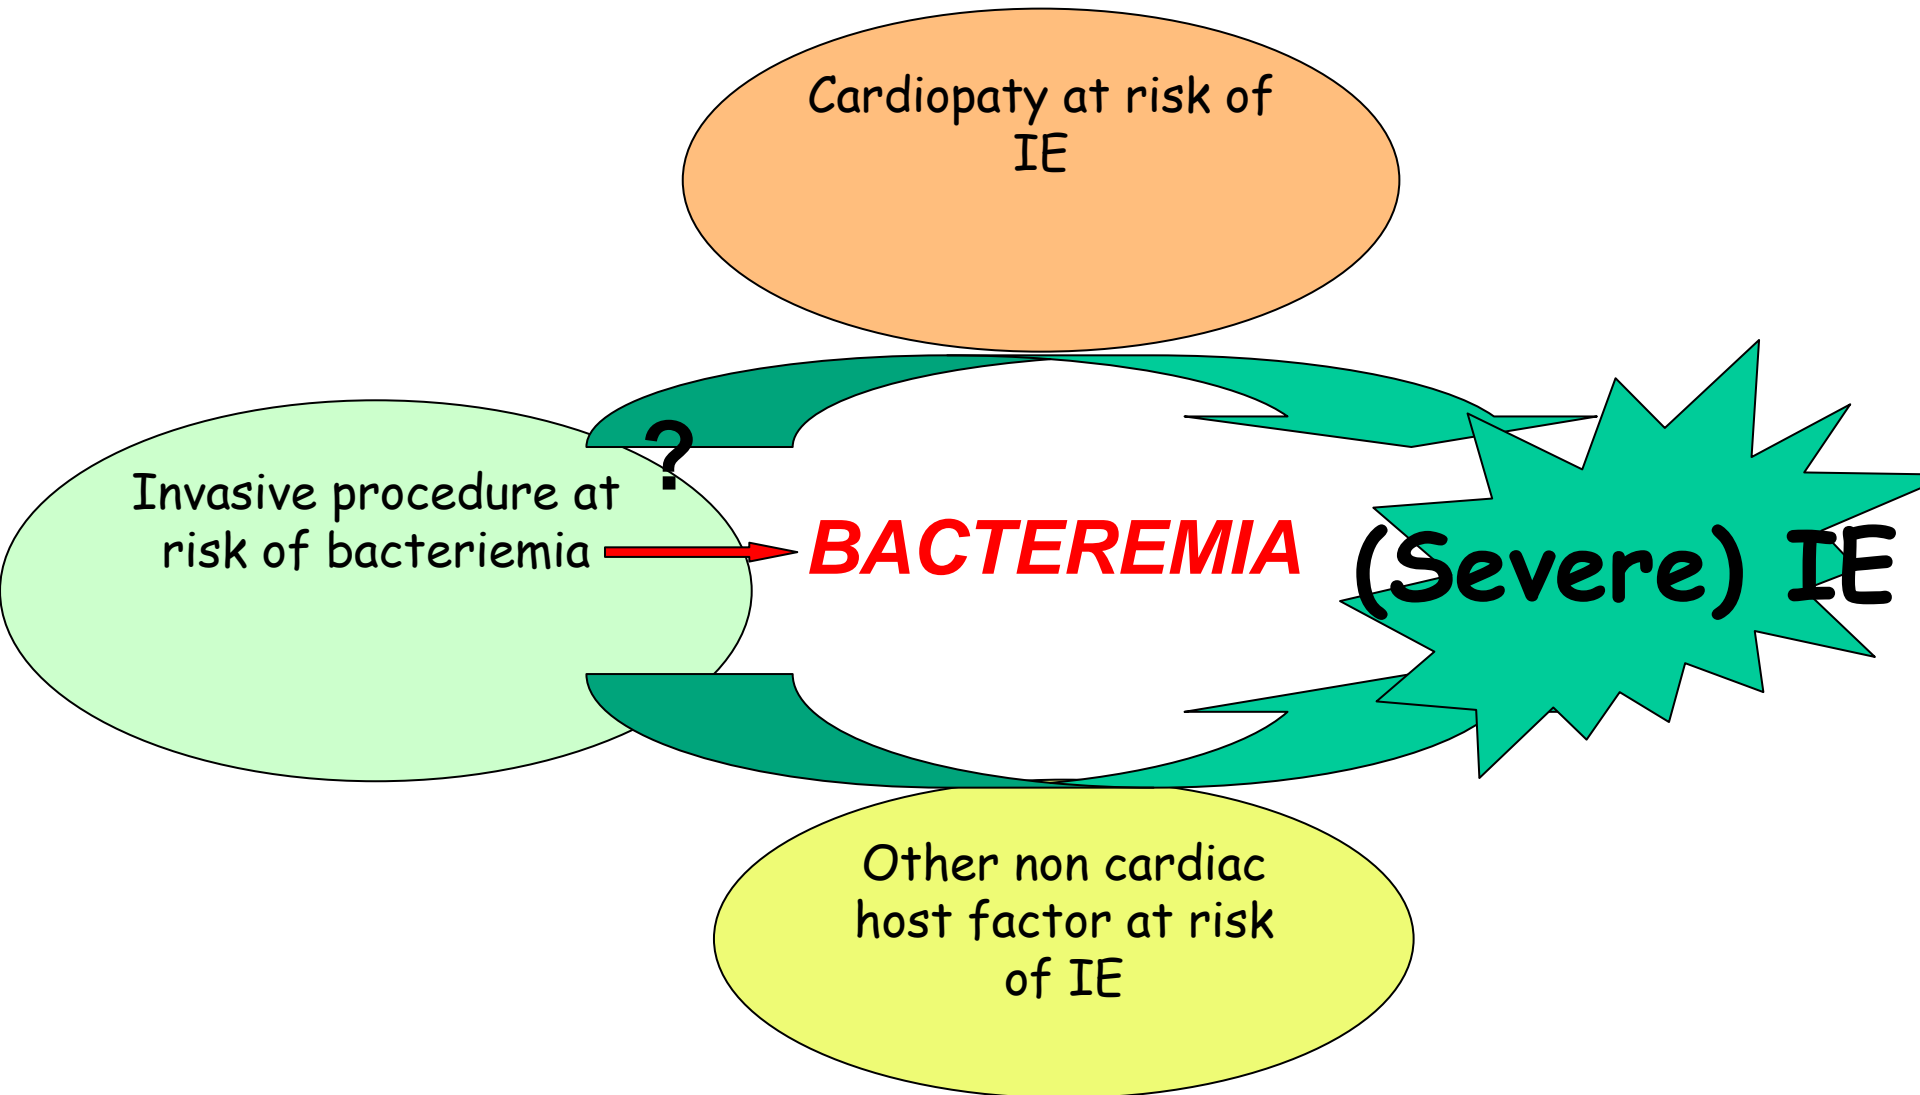 Cardiopaty at risk of
IE
?
Invasive procedure at
risk of bacteriemia
BACTEREMIA
(Severe) IE
Other non cardiac
host factor at risk
of IE